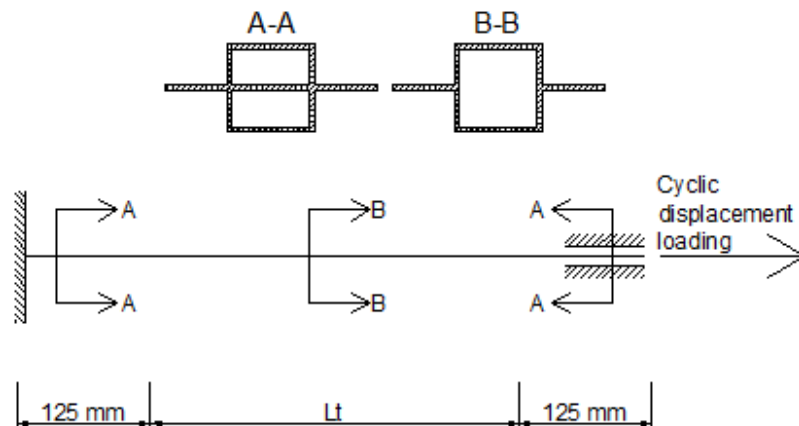 A-A
B-B
Cyclic
displacement
loading
A
B
A
A
B
A
125 mm
Lt
125 mm